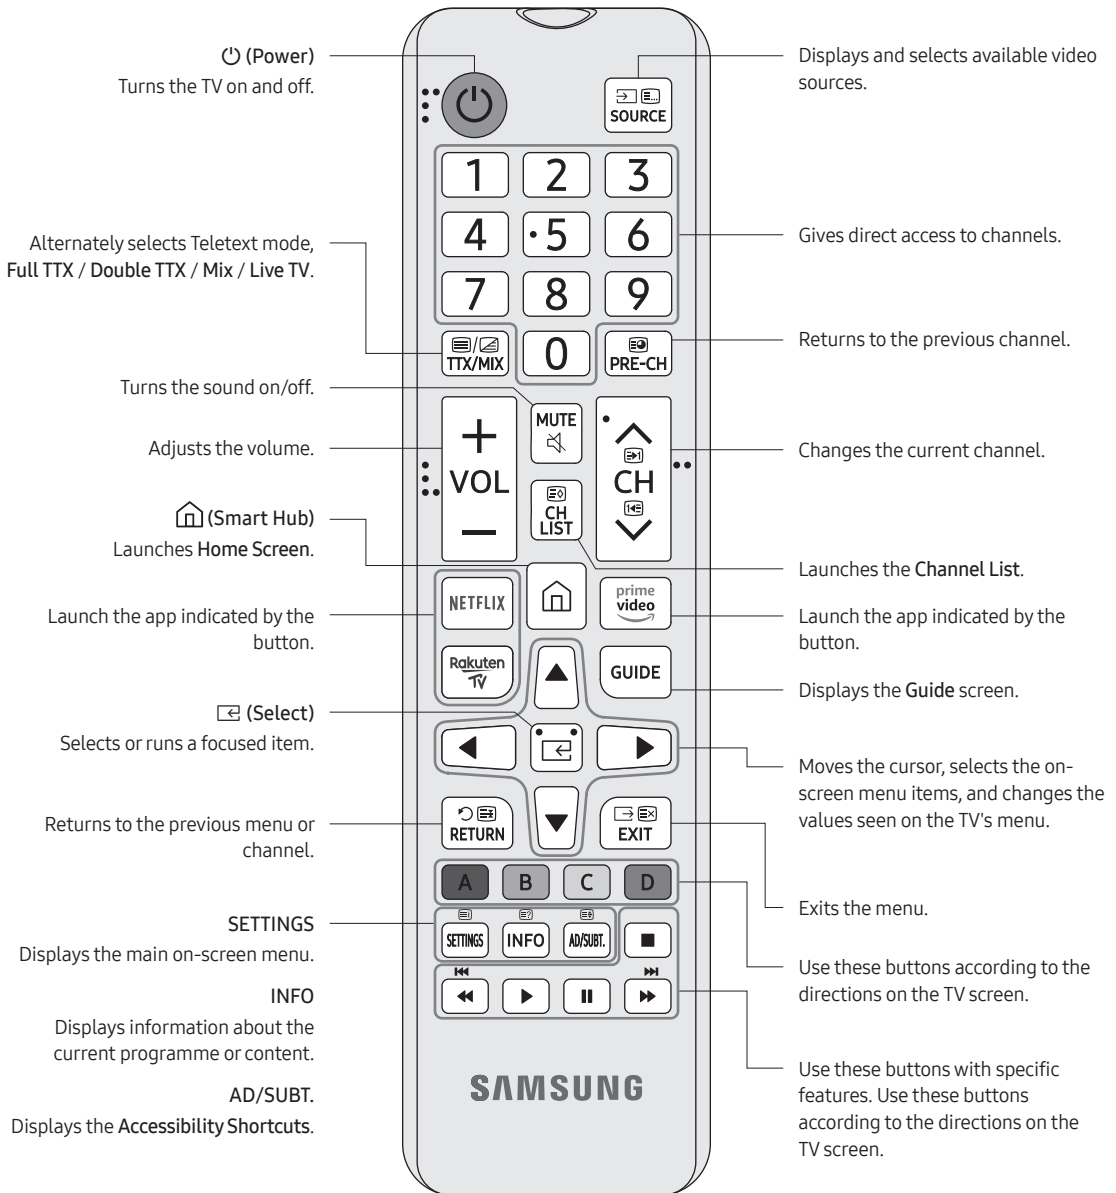 (Power)
Turns the TV on and off.
Alternately selects Teletext mode,
Full TTX / Double TTX / Mix / Live TV.
Turns the sound on/off.
Adjusts the volume.
(Smart Hub)
Launches Home Screen.
Launch the app indicated by the
button.
(Select)
Selects or runs a focused item.
Returns to the previous menu or
channel.
SETTINGS
Displays the main on-screen menu.
INFO
Displays information about the
current programme or content.
AD/SUBT.
Displays the Accessibility Shortcuts.
SOURCE
1 2 3
4 5 6
7 8 9
TTX/MIX 0 PRE-CH
MUTE
VOL
CH
CH
LIST
NETFLIX
prime
video
Rakuten
TV
GUIDE
RETURN
EXIT
A B C D
SETTINGS INFO AD/SUBT.
SAMSUNG
Displays and selects available video
sources.
Gives direct access to channels.
Returns to the previous channel.
Changes the current channel.
Launches the Channel List.
Launch the app indicated by the
button.
Displays the Guide screen.
Moves the cursor, selects the on-
screen menu items, and changes the
values seen on the TV's menu.
Exits the menu.
Use these buttons according to the
directions on the TV screen.
Use these buttons with specific
features. Use these buttons
according to the directions on the
TV screen.